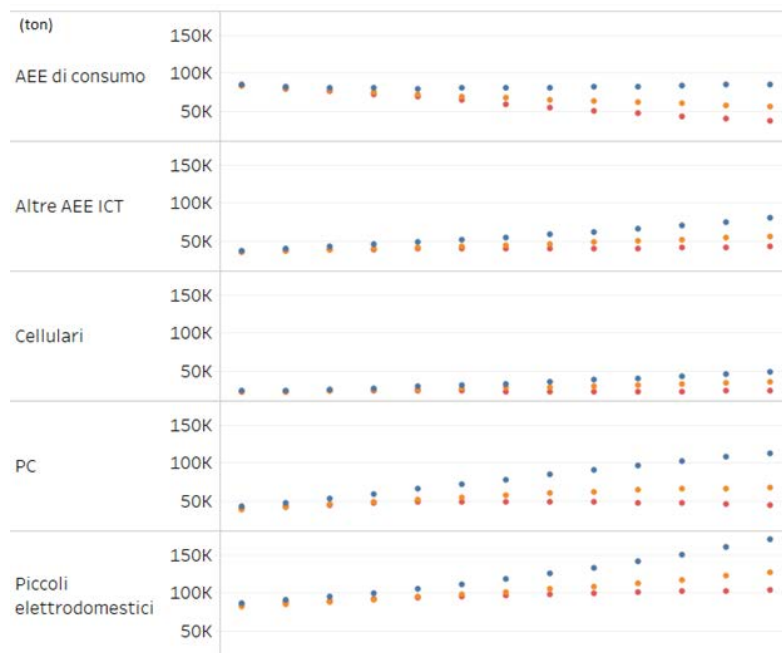 (ton)
150K
AEE di consumo
100K
50K
150K
Altre AEE ICT
100K
50K
150K
Cellulari
100K
50K
150K
PC
100K
50K
150K
Piccoli
elettrodomestici
100K
50K